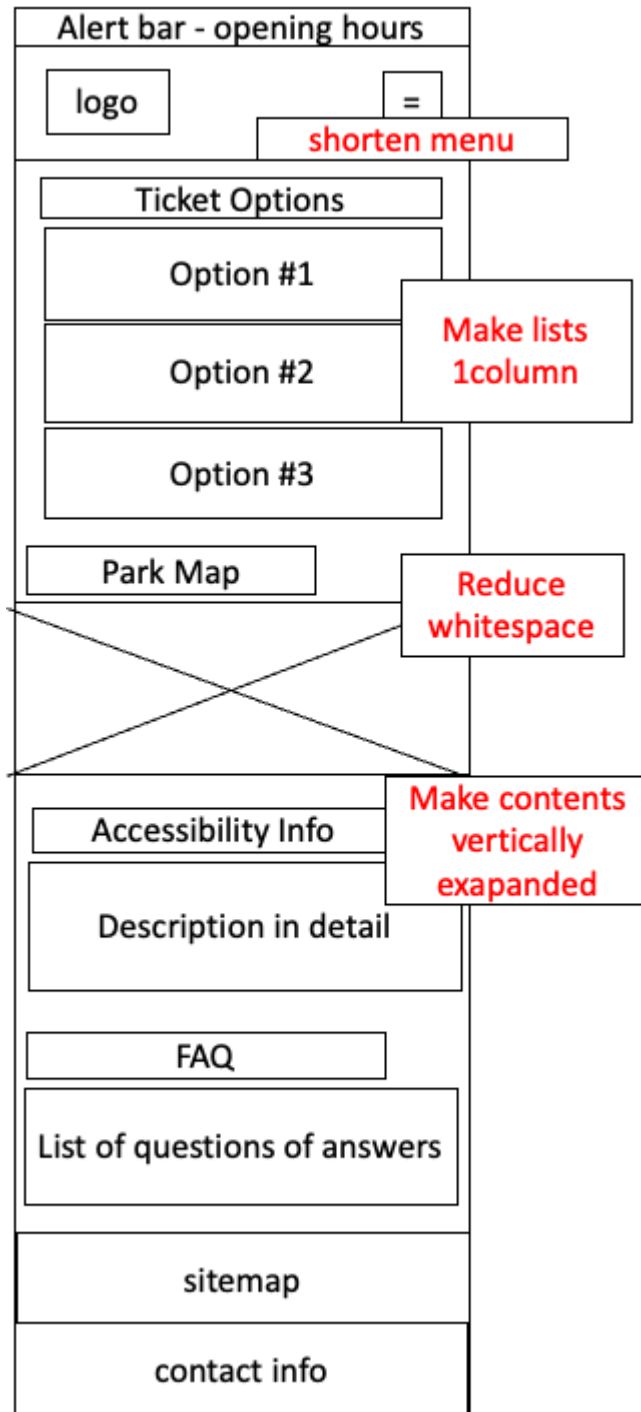 Alert bar - opening hours
logo
=
shorten menu
Ticket Options
Option #1
Option #2
Make lists
1column
Option #3
Park Map
Reduce
whitespace
Accessibility Info
Make contents
vertically
exapanded
Description in detail
FAQ
List of questions of answers
sitemap
contact info